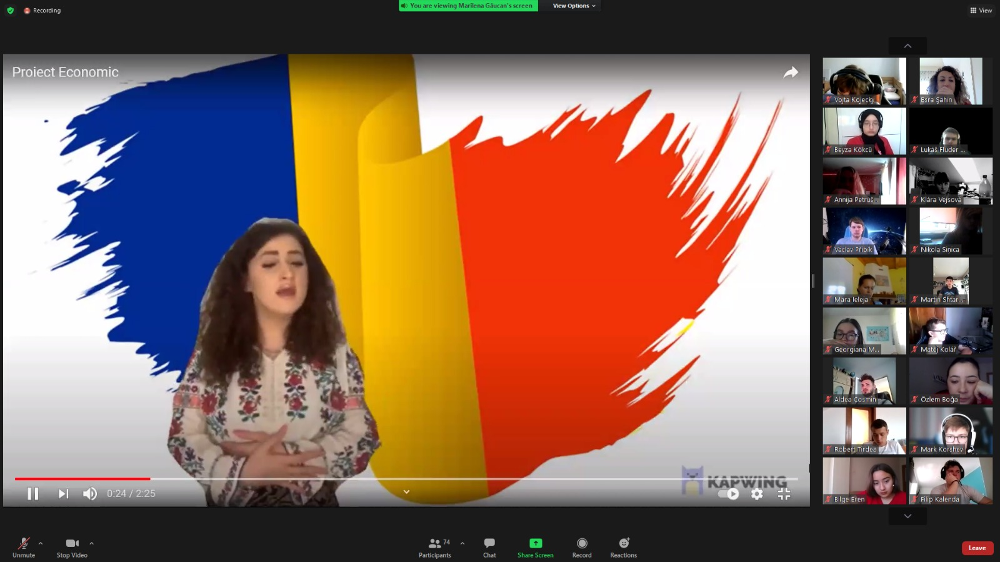 Recording
You are viewing Marilena Găucan's screen
View Options
View
Proiect Economic
Vojta Kojecky
Esra Şahin
Beyza Kökcü
Lukáš Fluder ...
Annija Petruš...
Klára Vejsová
Václav Přibík
Nikola Siņica
Mara Ieleja
Martin Shtar...
Georgiana M...
Matěj Kolář
Aldea Cosmin
Özlem Boğa
Robert Tirdea
Mark Korshev
Bilge Eren
Filip Kalenda
KAPWING
0:24 / 2:25
Unmute
Stop Video
74
Participants
Chat
Share Screen
Record
Reactions
Leave